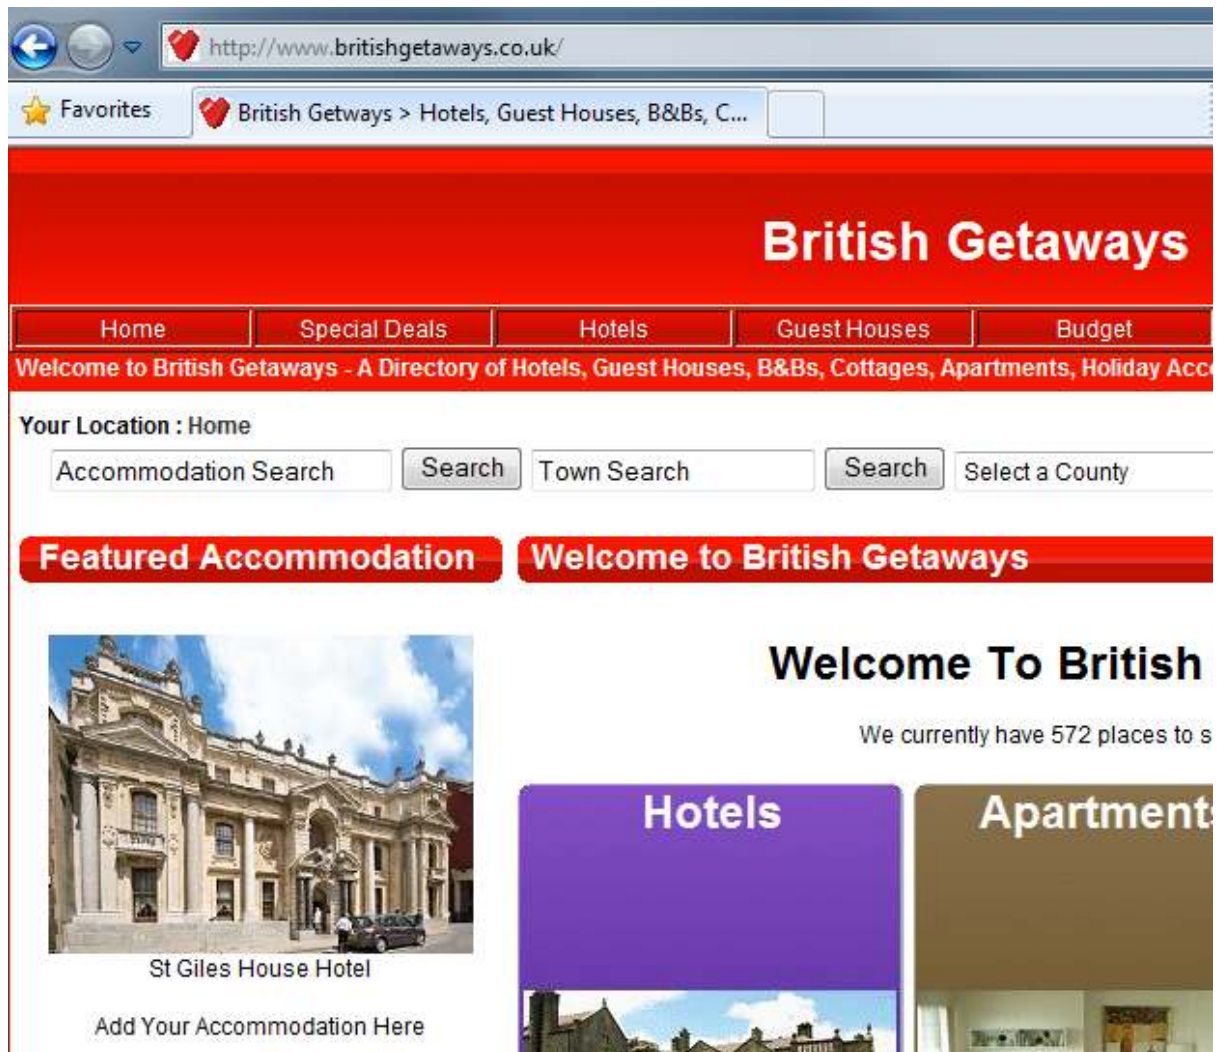 http://www.britishgetaways.co.uk/
Favorites
British Getways > Hotels, Guest Houses, B&Bs, C...
British Getaways
Home Special Deals Hotels Guest Houses Budget
Welcome to British Getaways - A Directory of Hotels, Guest Houses, B&Bs, Cottages, Apartments, Holiday Acc
Your Location : Home
Accommodation Search Search Town Search Search Select a County
Featured Accommodation Welcome to British Getaways
Welcome To British
We currently have 572 places to s
Hotels Apartments
St Giles House Hotel
Add Your Accommodation Here